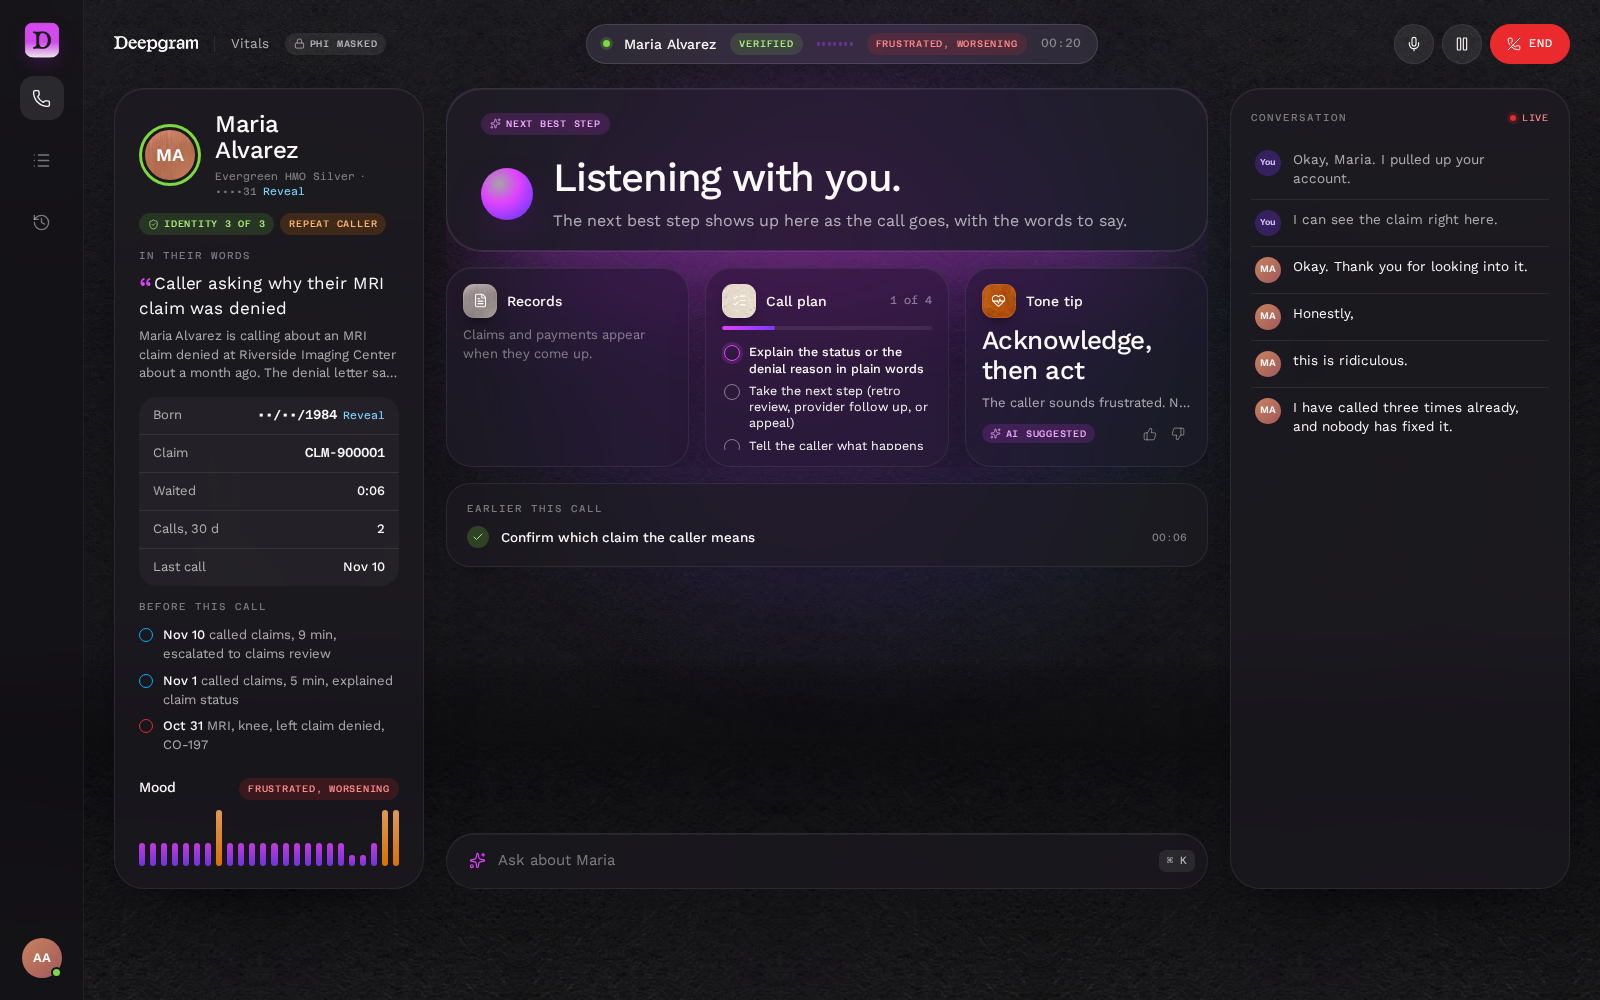 D
Deepgram
Vitals
PHI MASKED
Maria Alvarez
VERIFIED
FRUSTRATED, WORSENING
00:20
END
MA
Maria
Alvarez
Evergreen HMO Silver ·
••••31 Reveal
IDENTITY 3 OF 3
REPEAT CALLER
IN THEIR WORDS
“Caller asking why their MRI
claim was denied
Maria Alvarez is calling about an MRI
claim denied at Riverside Imaging Center
about a month ago. The denial letter sa...
Born
••/••/1984 Reveal
Claim
CLM-900001
Waited
0:06
Calls, 30 d
2
Last call
Nov 10
BEFORE THIS CALL
Nov 10 called claims, 9 min,
escalated to claims review
Nov 1 called claims, 5 min, explained
claim status
Oct 31 MRI, knee, left claim denied,
CO-197
Mood
FRUSTRATED, WORSENING
AA
NEXT BEST STEP
Listening with you.
The next best step shows up here as the call goes, with the words to say.
Records
Claims and payments appear
when they come up.
Call plan
1 of 4
Explain the status or the
denial reason in plain words
Take the next step (retro
review, provider follow up, or
appeal)
Tell the caller what happens
Tone tip
Acknowledge,
then act
The caller sounds frustrated. N...
AI SUGGESTED
EARLIER THIS CALL
Confirm which claim the caller means
00:06
Ask about Maria
⌘ K
CONVERSATION
LIVE
You
Okay, Maria. I pulled up your
account.
You
I can see the claim right here.
MA
Okay. Thank you for looking into it.
MA
Honestly,
MA
this is ridiculous.
MA
I have called three times already,
and nobody has fixed it.